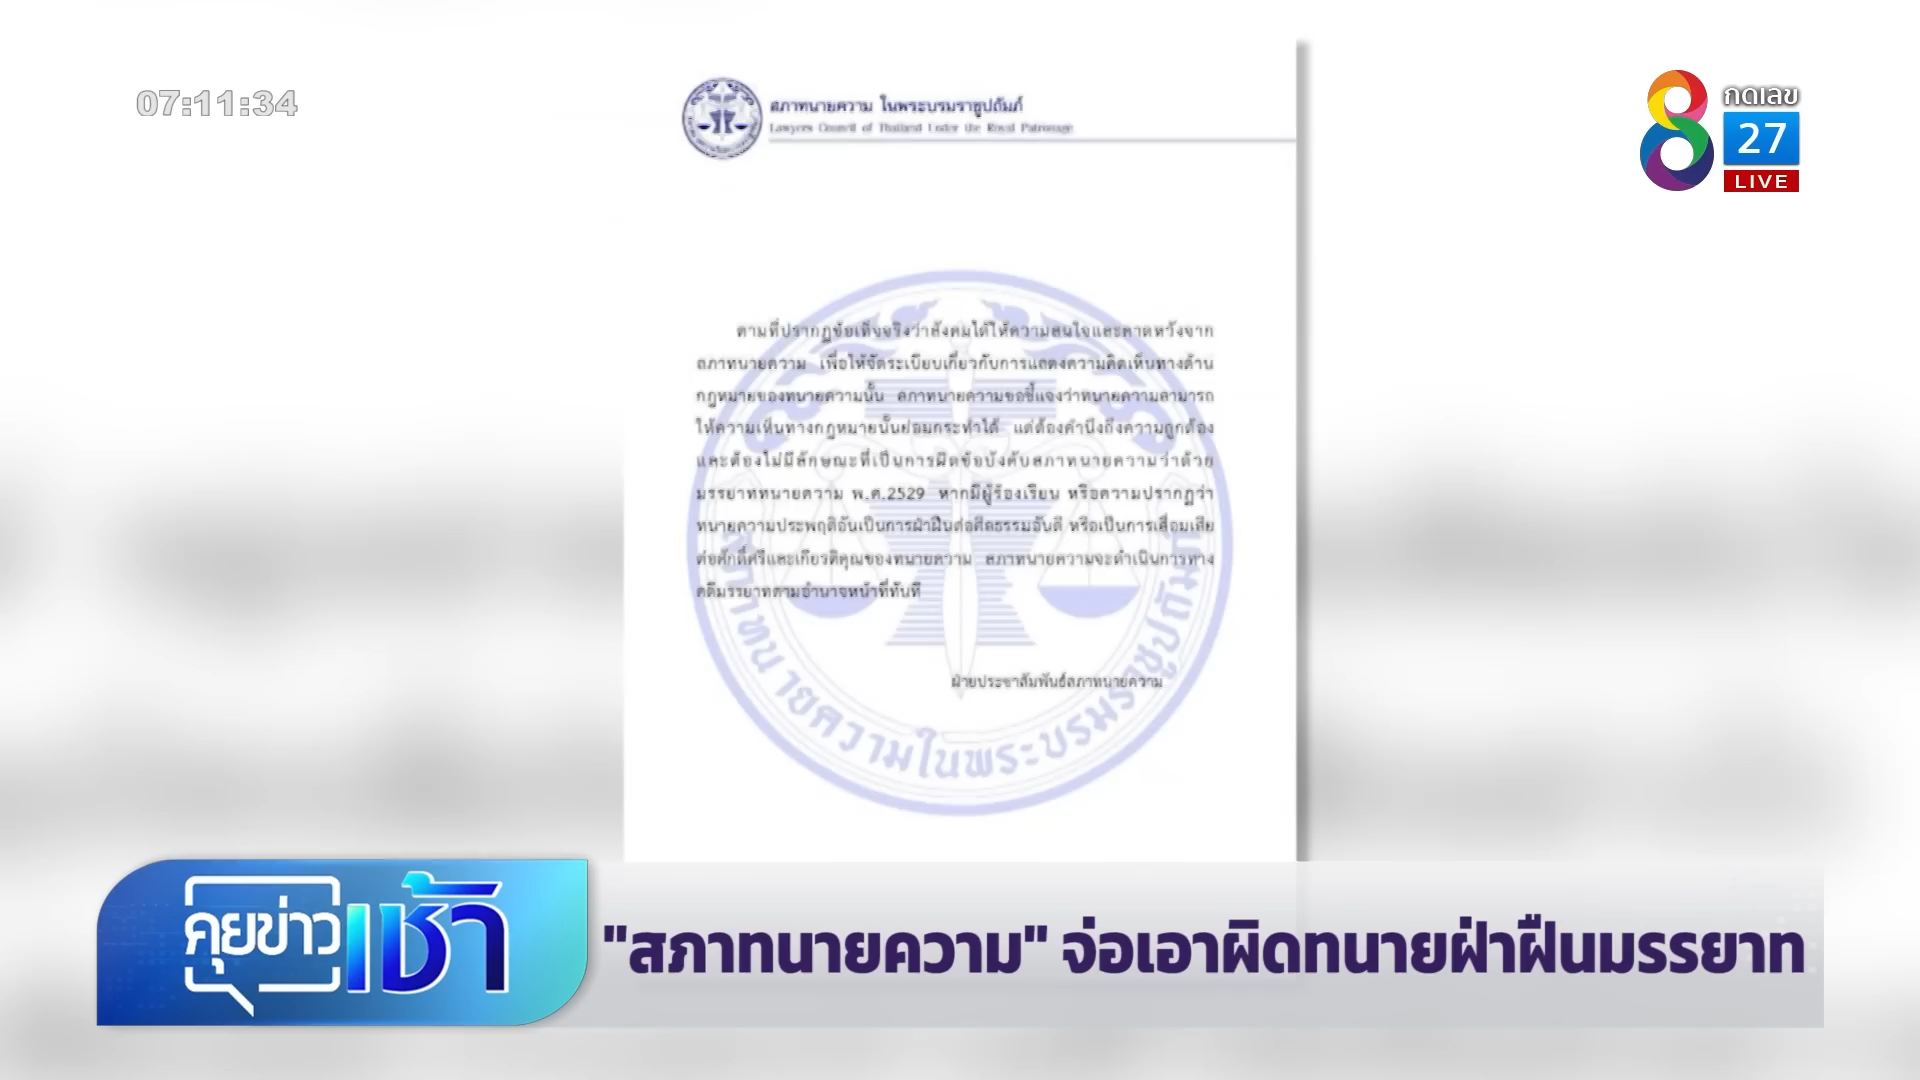 07:11:34
กดเลข
27
LIVE
สภาทนายความ ในพระบรมราชูปถัมภ์
Lawyers Council of Thailand Under the Royal Patronage
ตามที่ปรากฏข้อเท็จจริงว่าสังคมได้ให้ความสนใจและคาดหวังจาก
สภาทนายความ เพื่อให้จัดระเบียบเกี่ยวกับการแสดงความคิดเห็นทางด้าน
กฎหมายของทนายความนั้น สภาทนายความขอชี้แจงว่าทนายความสามารถ
ให้ความเห็นทางกฎหมายนั้นย่อมกระทำได้ แต่ต้องคำนึงถึงความถูกต้อง
และต้องไม่มีลักษณะที่เป็นการผิดข้อบังคับสภาทนายความว่าด้วย
มรรยาททนายความ พ.ศ.2529 หากมีผู้ร้องเรียน หรือความปรากฏว่า
ทนายความประพฤติอันเป็นการฝ่าฝืนต่อศีลธรรมอันดี หรือเป็นการเสื่อมเสีย
ต่อศักดิ์ศรีและเกียรติคุณของทนายความ สภาทนายความจะดำเนินการทาง
คดีมรรยาทตามอำนาจหน้าที่ทันที
ฝ่ายประชาสัมพันธ์สภาทนายความ
สภาทนายความในพระบรมราชูปถัมภ์
คุยข่าวเช้า
"สภาทนายความ" จ่อเอาผิดทนายฝ่าฝืนมรรยาท